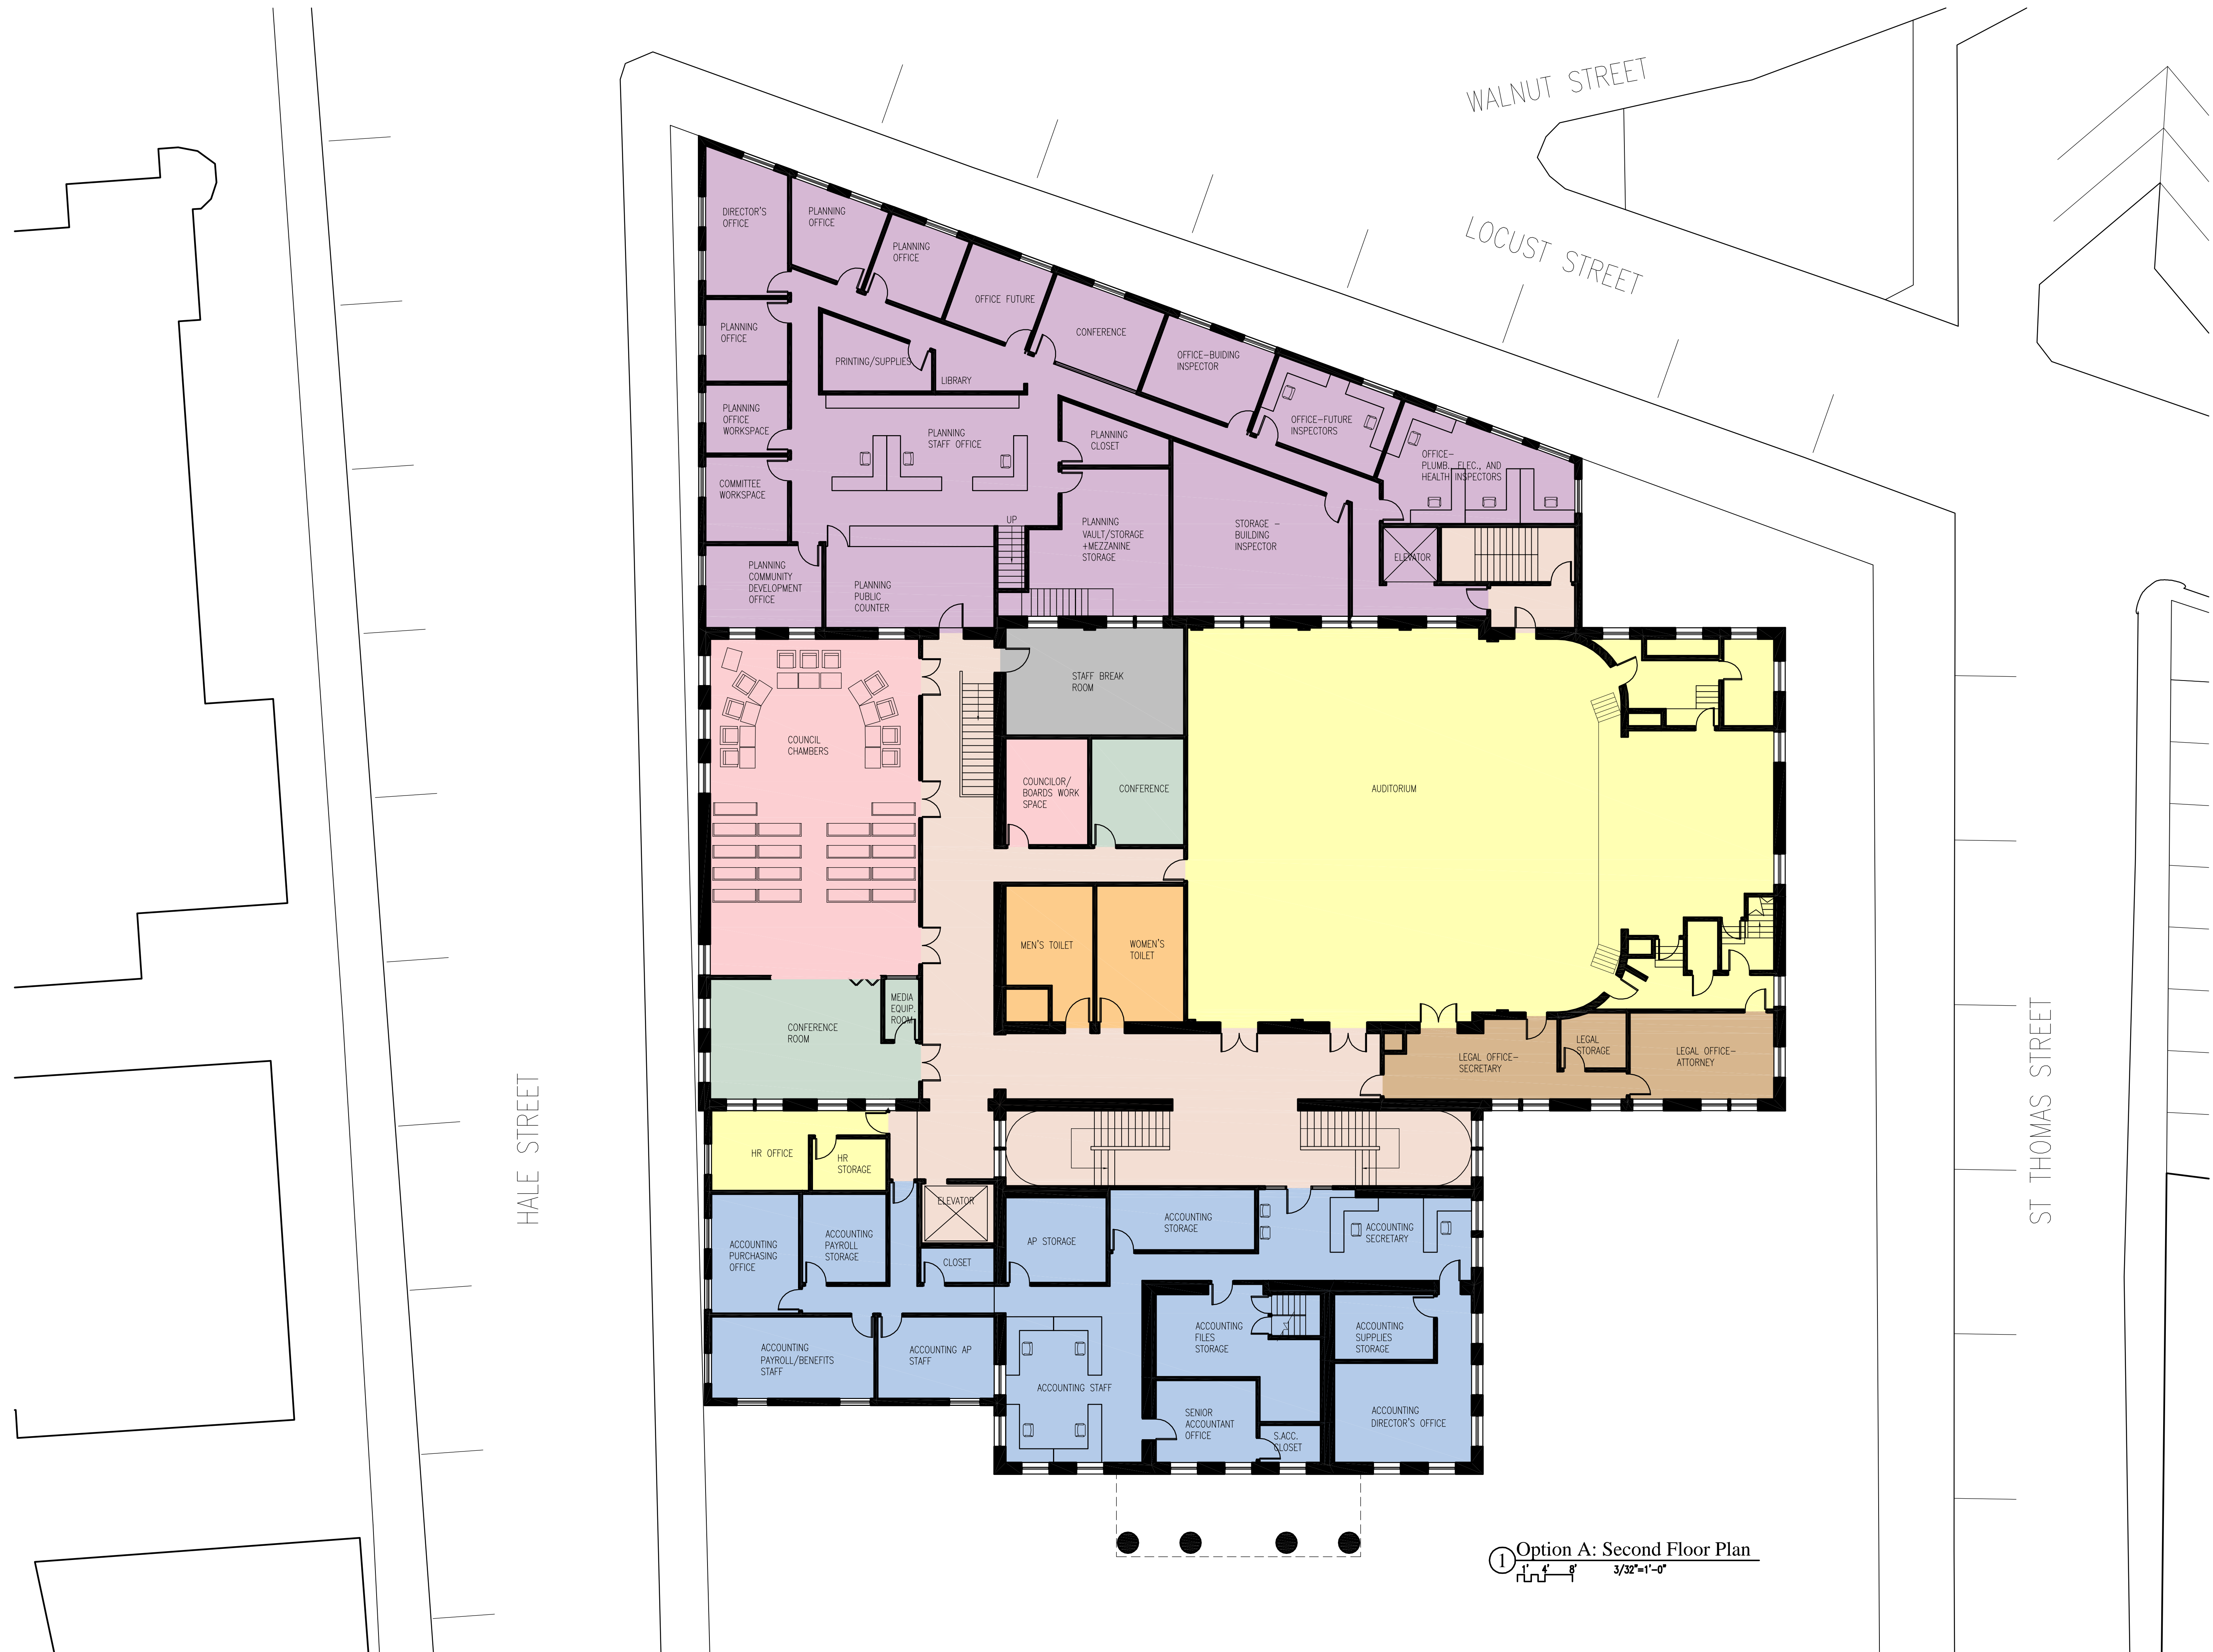 WALNUT STREET
LOCUST STREET
DIRECTOR'S
OFFICE
PLANNING
OFFICE
PLANNING
OFFICE
OFFICE FUTURE
CONFERENCE
PLANNING
OFFICE
PRINTING/SUPPLIES
LIBRARY
OFFICE-BUIDING
INSPECTOR
OFFICE-FUTURE
INSPECTORS
PLANNING
OFFICE
WORKSPACE
PLANNING
STAFF OFFICE
PLANNING
CLOSET
OFFICE-
PLUMB., ELEC., AND
HEALTH INSPECTORS
COMMITTEE
WORKSPACE
UP
PLANNING
VAULT/STORAGE
+MEZZANINE
STORAGE
STORAGE -
BUILDING
INSPECTOR
ELEVATOR
PLANNING
COMMUNITY
DEVELOPMENT
OFFICE
PLANNING
PUBLIC
COUNTER
STAFF BREAK
ROOM
COUNCIL
CHAMBERS
COUNCILOR/
BOARDS WORK
SPACE
CONFERENCE
AUDITORIUM
MEN'S TOILET
WOMEN'S
TOILET
MEDIA
EQUIP.
ROOM
CONFERENCE
ROOM
LEGAL OFFICE-
SECRETARY
LEGAL
STORAGE
LEGAL OFFICE-
ATTORNEY
HALE STREET
ST THOMAS STREET
HR OFFICE
HR
STORAGE
ELEVATOR
ACCOUNTING
PURCHASING
OFFICE
ACCOUNTING
PAYROLL
STORAGE
CLOSET
AP STORAGE
ACCOUNTING
STORAGE
ACCOUNTING
SECRETARY
ACCOUNTING
PAYROLL/BENEFITS
STAFF
ACCOUNTING AP
STAFF
ACCOUNTING STAFF
ACCOUNTING
FILES
STORAGE
ACCOUNTING
SUPPLIES
STORAGE
SENIOR
ACCOUNTANT
OFFICE
S.ACC.
CLOSET
ACCOUNTING
DIRECTOR'S OFFICE
1 Option A: Second Floor Plan
1' 4' 8' 3/32"=1'-0"